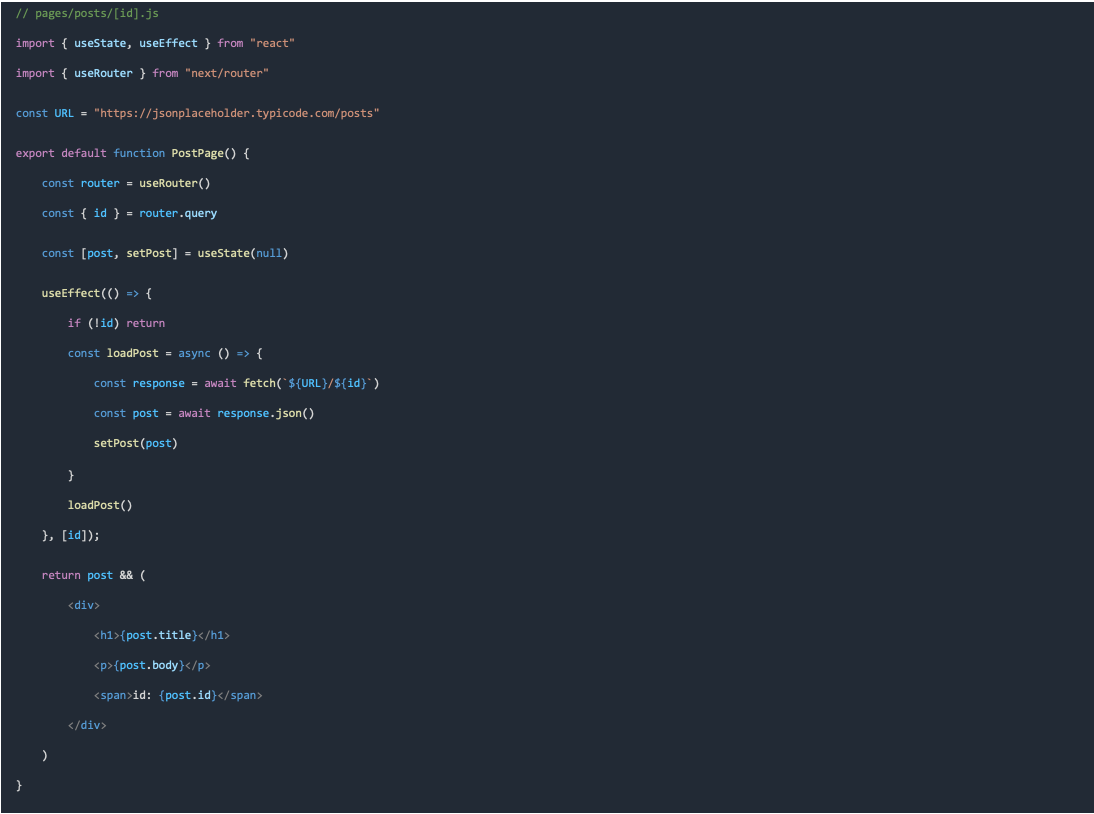 // pages/posts/[id].js
import { useState, useEffect } from "react"
import { useRouter } from "next/router"
const URL = "https://jsonplaceholder.typicode.com/posts"
export default function PostPage() {
    const router = useRouter()
    const { id } = router.query
    const [post, setPost] = useState(null)
    useEffect(() => {
        if (!id) return
        const loadPost = async () => {
            const response = await fetch(`${URL}/${id}`)
            const post = await response.json()
            setPost(post)
        }
        loadPost()
    }, [id]);
    return post && (
        <div>
            <h1>{post.title}</h1>
            <p>{post.body}</p>
            <span>id: {post.id}</span>
        </div>
    )
}